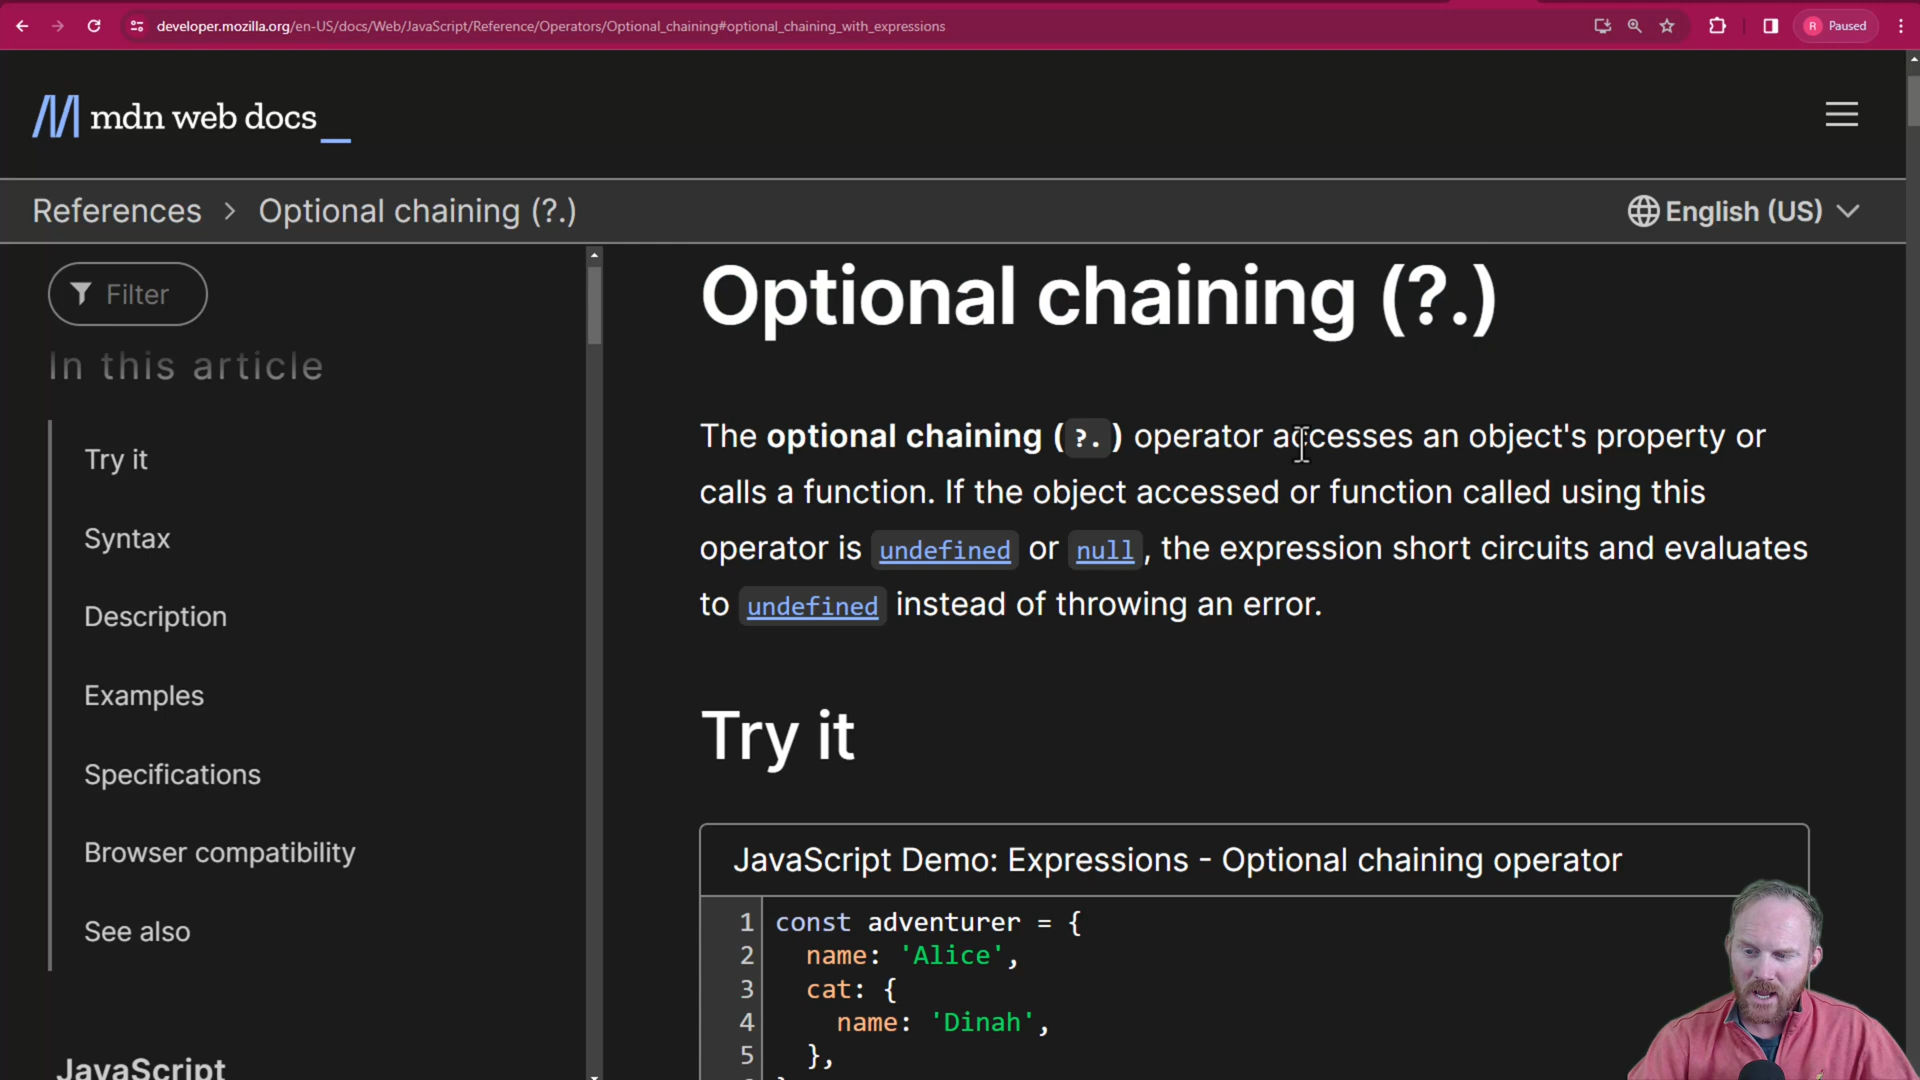 developer.mozilla.org/en-US/docs/Web/JavaScript/Reference/Operators/Optional_chaining#optional_chaining_with_expressions
R Paused
mdn web docs_
References > Optional chaining (?.)
English (US)
Filter
In this article
Try it
Syntax
Description
Examples
Specifications
Browser compatibility
See also
JavaScript
Optional chaining (?.)
The optional chaining (?.) operator accesses an object's property or
calls a function. If the object accessed or function called using this
operator is undefined or null, the expression short circuits and evaluates
to undefined instead of throwing an error.
Try it
JavaScript Demo: Expressions - Optional chaining operator
1 const adventurer = {
2 name: 'Alice',
3 cat: {
4 name: 'Dinah',
5 },